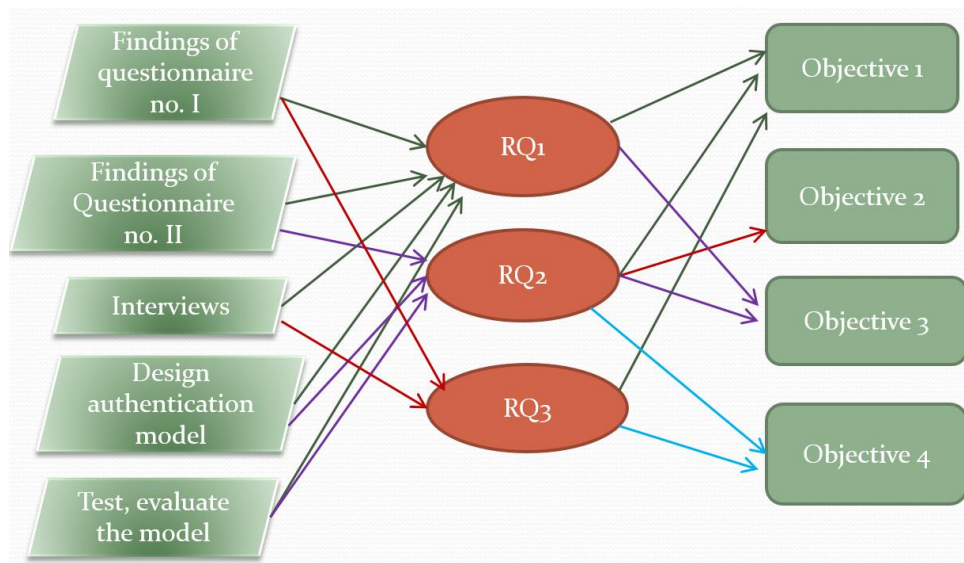 Findings of
questionnaire
no. I
Findings of
Questionnaire
no. II
Interviews
Design
authentication
model
Test, evaluate
the model
RQ1
RQ2
RQ3
Objective 1
Objective 2
Objective 3
Objective 4